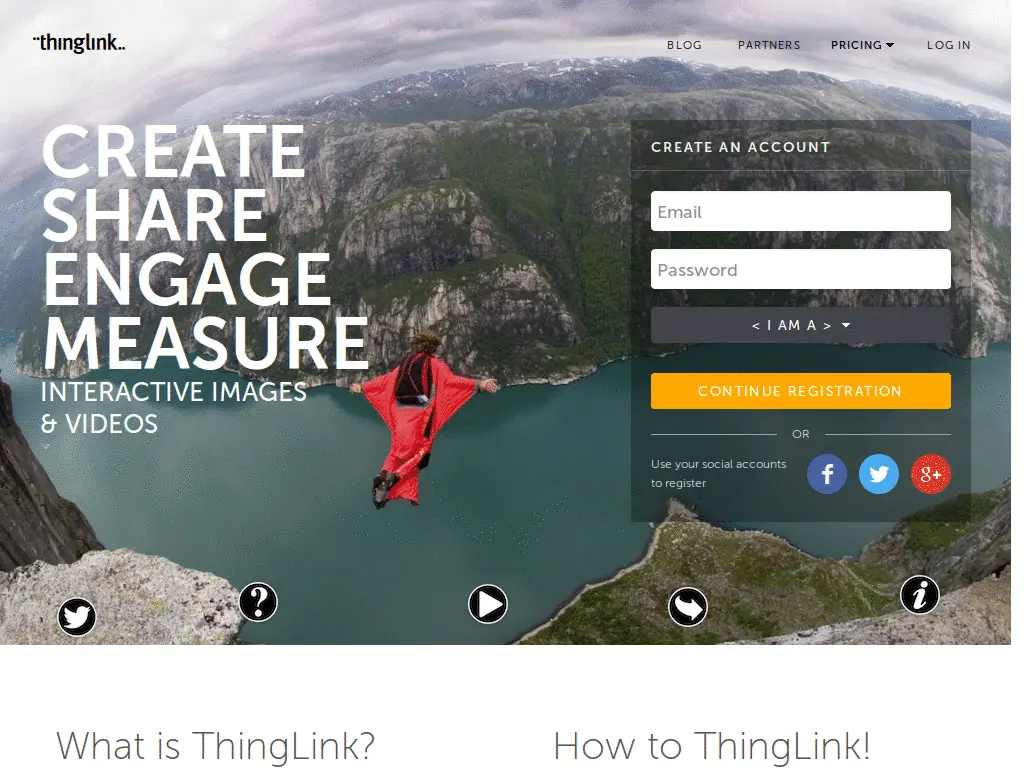 ¨thınglınk..
BLOG PARTNERS PRICING LOG IN
CREATE
SHARE
ENGAGE
MEASURE
INTERACTIVE IMAGES
& VIDEOS
CREATE AN ACCOUNT
Email
Password
< I AM A >
CONTINUE REGISTRATION
OR
Use your social accounts
to register
f
g+
?
i
What is ThingLink?
How to ThingLink!